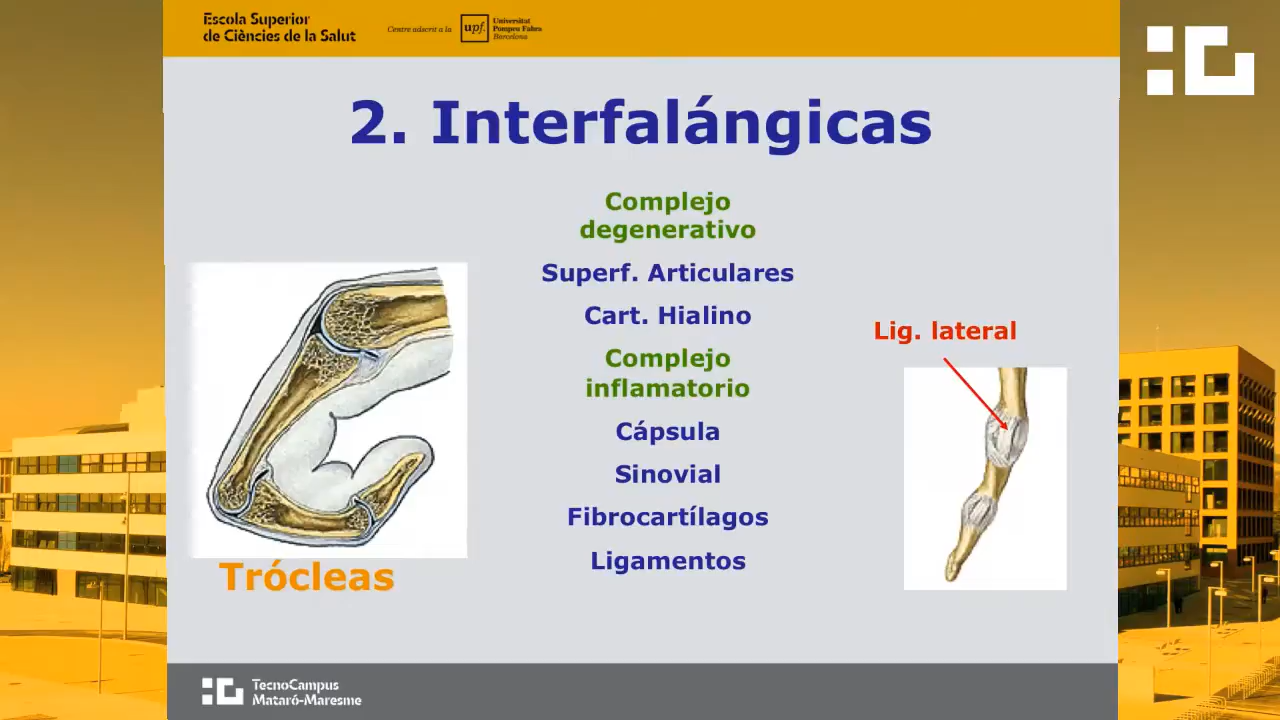 Escola Superior
de Ciències de la Salut
Centre adscrit a la
upf.
Universitat
Pompeu Fabra
Barcelona
2. Interfalángicas
Complejo
degenerativo
Superf. Articulares
Cart. Hialino
Complejo
inflamatorio
Cápsula
Sinovial
Fibrocartílagos
Ligamentos
Trócleas
Lig. lateral
TecnoCampus
Mataró-Maresme